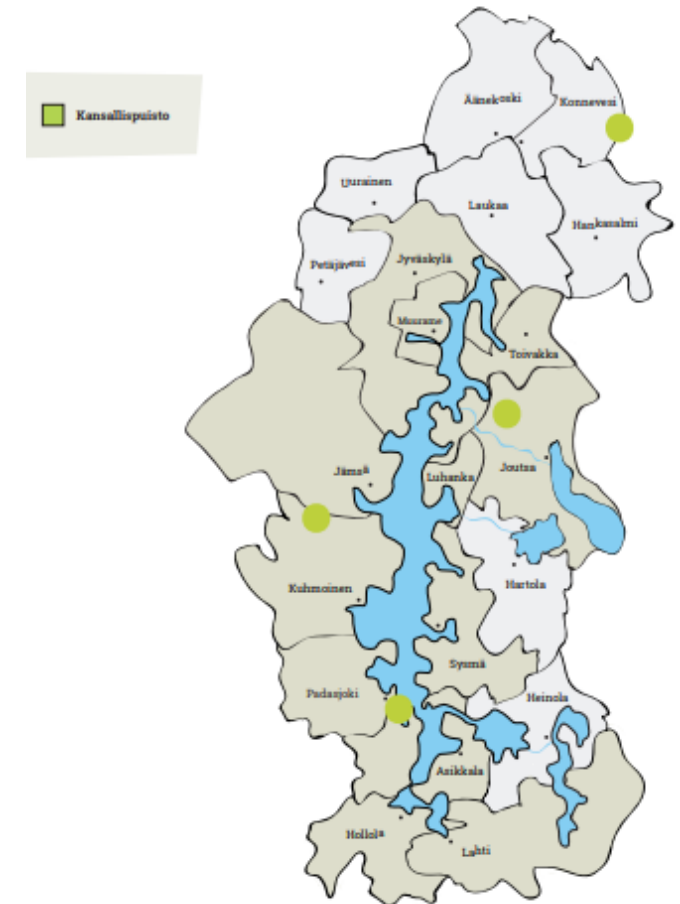 Kansallispuisto
Äänekoski
Konnevesi
Uurainen
Laukaa
Hankasalmi
Petäjävesi
Jyväskylä
Muurame
Toivakka
Jämsä
Luhanka
Joutsa
Kuhmoinen
Hartola
Sysmä
Padasjoki
Heinola
Asikkala
Hollola
Lahti